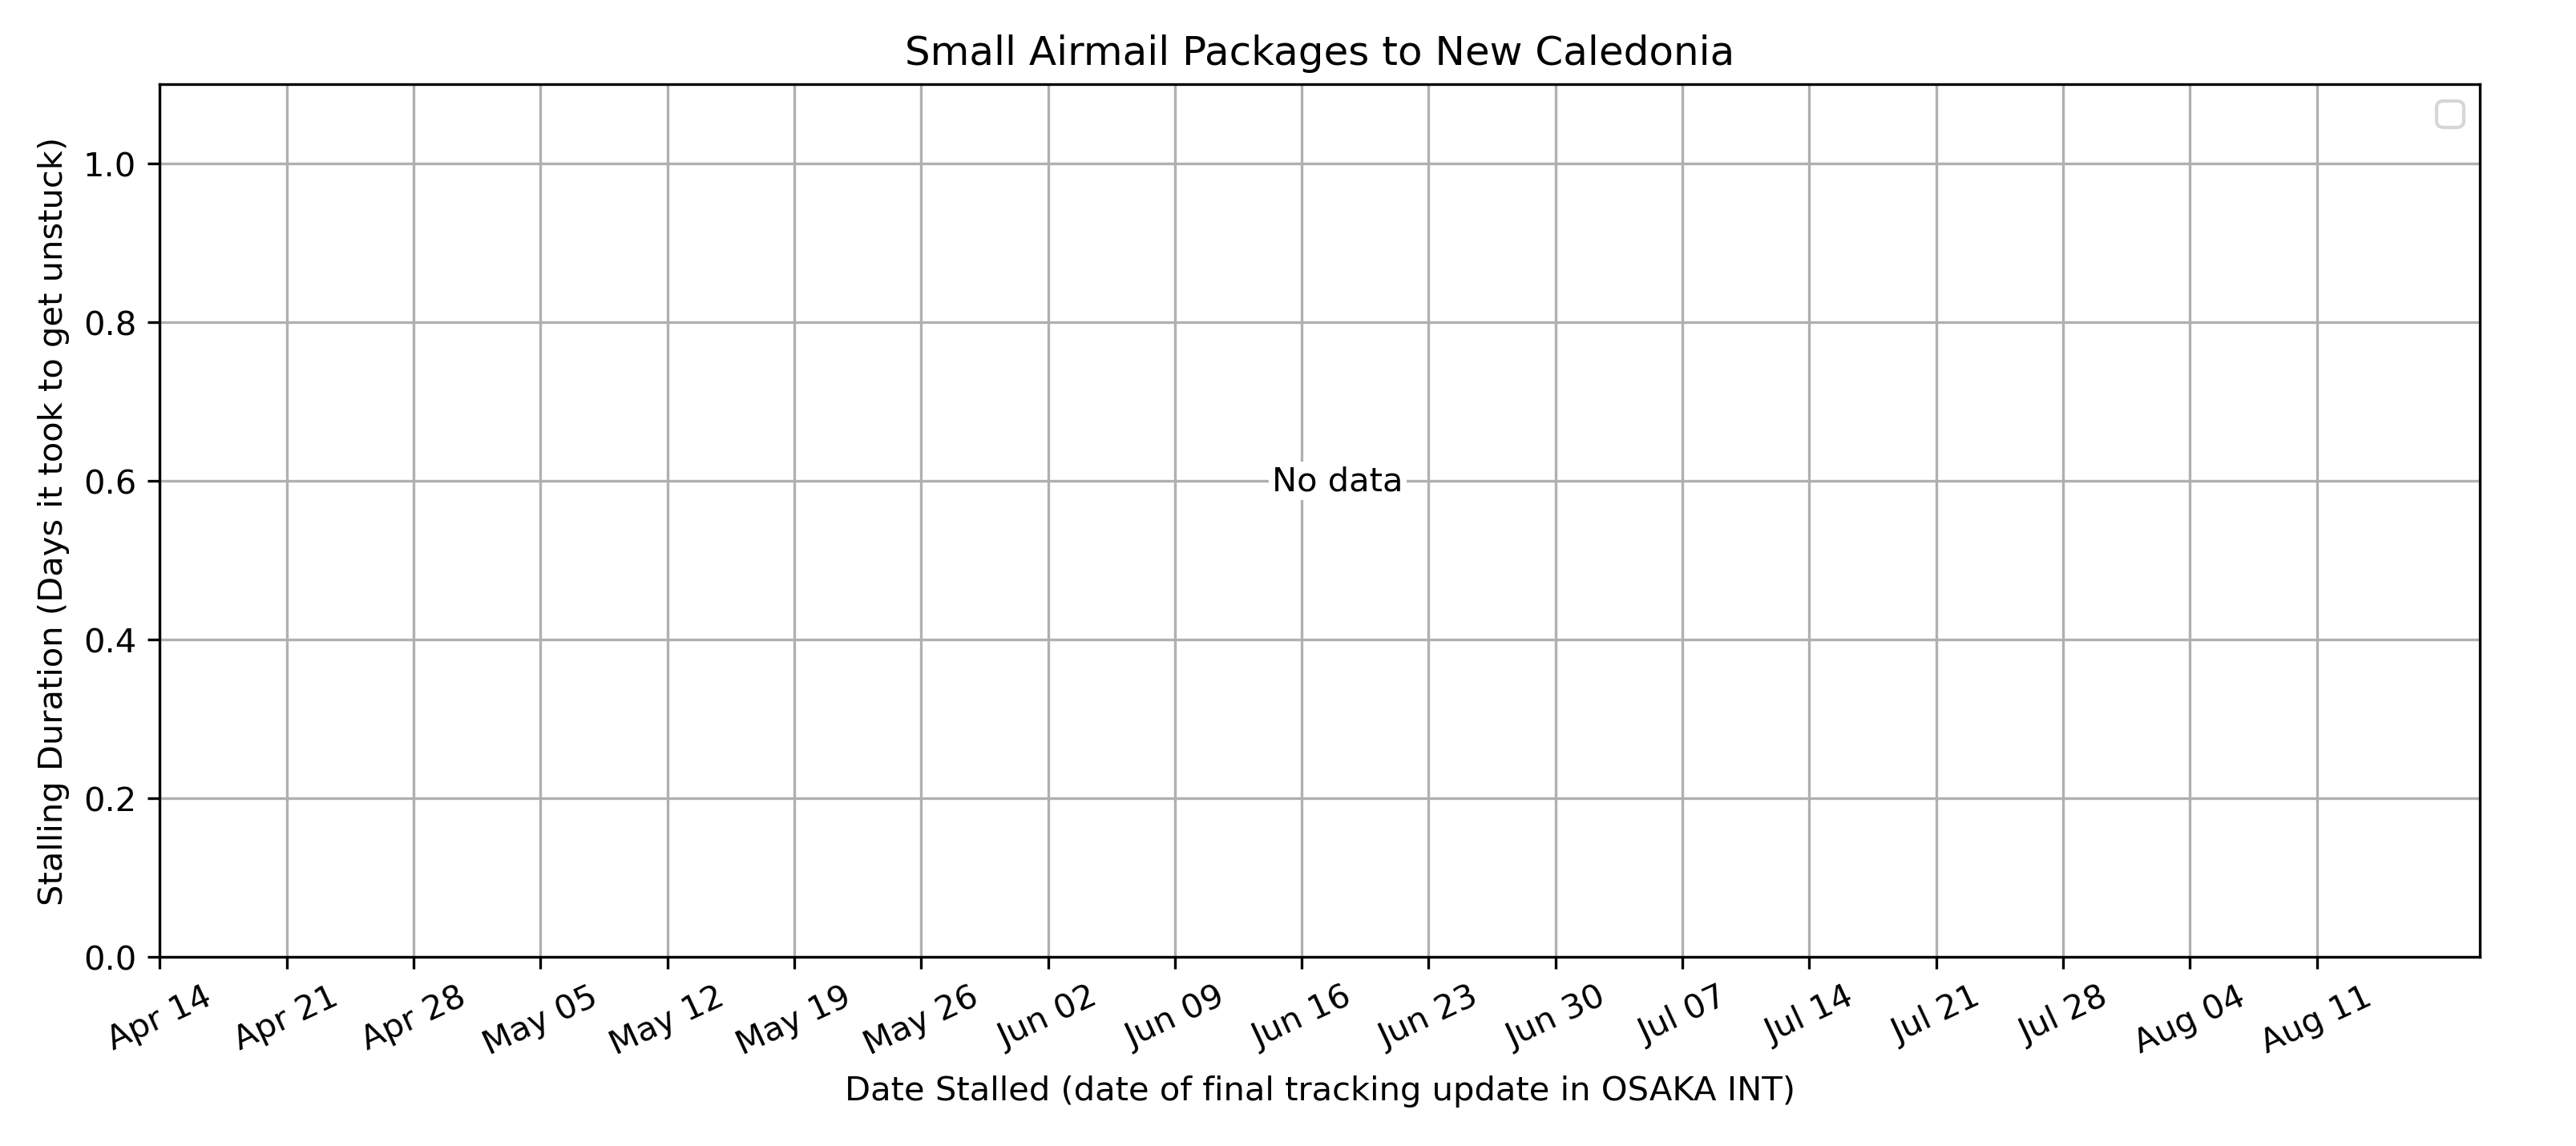 Small Airmail Packages to New Caledonia
Stalling Duration (Days it took to get unstuck)
1.0
0.8
0.6
0.4
0.2
0.0
No data
Apr 14
Apr 21
Apr 28
May 05
May 12
May 19
May 26
Jun 02
Jun 09
Jun 16
Jun 23
Jun 30
Jul 07
Jul 14
Jul 21
Jul 28
Aug 04
Aug 11
Date Stalled (date of final tracking update in OSAKA INT)